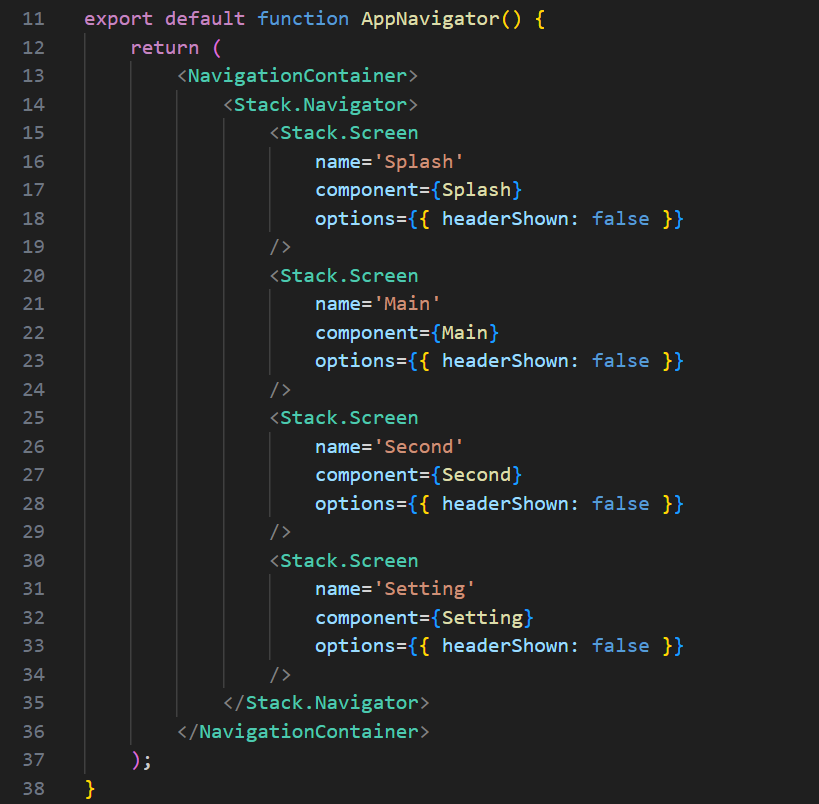 11 export default function AppNavigator() {
12     return (
13         <NavigationContainer>
14             <Stack.Navigator>
15                 <Stack.Screen
16                     name='Splash'
17                     component={Splash}
18                     options={{ headerShown: false }}
19                 />
20                 <Stack.Screen
21                     name='Main'
22                     component={Main}
23                     options={{ headerShown: false }}
24                 />
25                 <Stack.Screen
26                     name='Second'
27                     component={Second}
28                     options={{ headerShown: false }}
29                 />
30                 <Stack.Screen
31                     name='Setting'
32                     component={Setting}
33                     options={{ headerShown: false }}
34                 />
35             </Stack.Navigator>
36         </NavigationContainer>
37     );
38 }